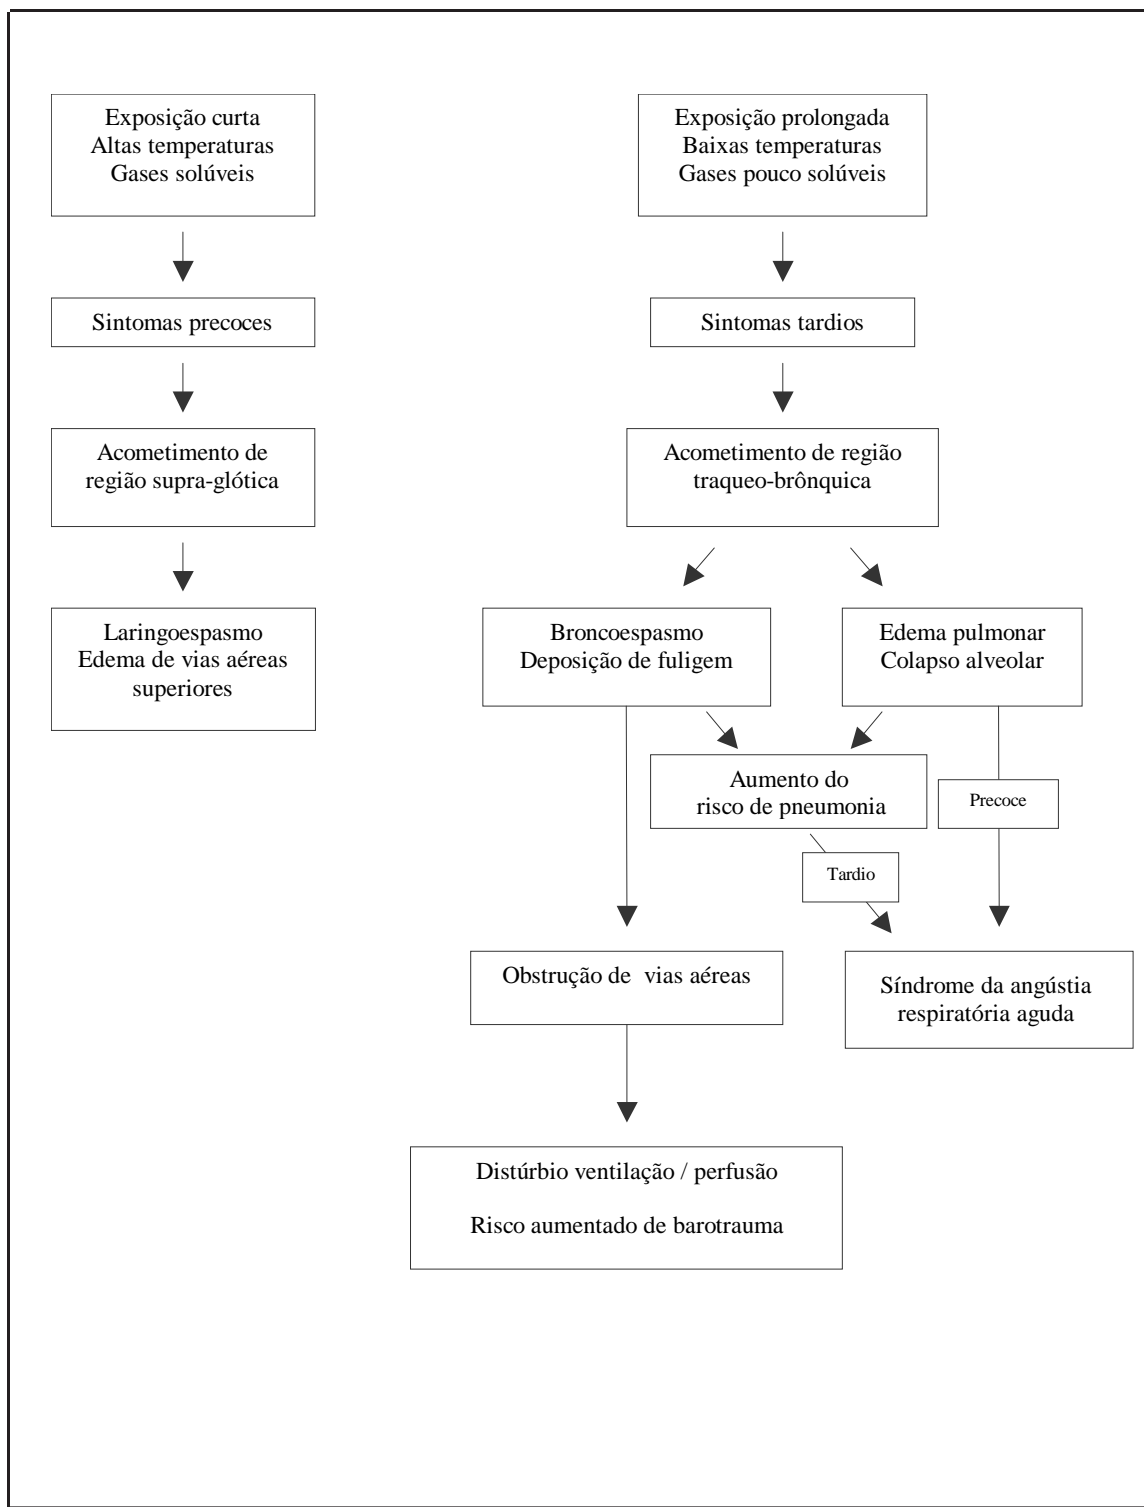 Exposição curta
Altas temperaturas
Gases solúveis
Sintomas precoces
Acometimento de
região supra-glótica
Laringoespasmo
Edema de vias aéreas
superiores
Exposição prolongada
Baixas temperaturas
Gases pouco solúveis
Sintomas tardios
Acometimento de região
traqueo-brônquica
Broncoespasmo
Deposição de fuligem
Edema pulmonar
Colapso alveolar
Aumento do
risco de pneumonia
Precoce
Tardio
Obstrução de vias aéreas
Síndrome da angústia
respiratória aguda
Distúrbio ventilação / perfusão
Risco aumentado de barotrauma